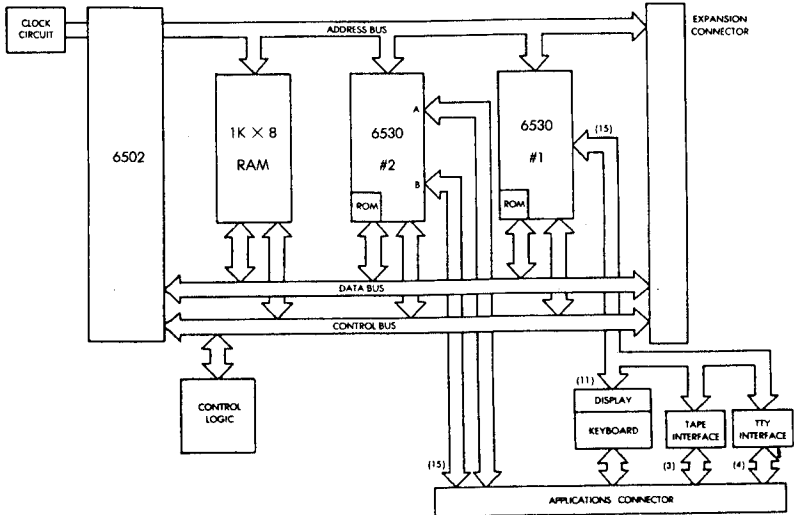 CLOCK
CIRCUIT
ADDRESS BUS
EXPANSION
CONNECTOR
6502
1K × 8
RAM
6530
#2
A
B
ROM
6530
#1
ROM
(15)
DATA BUS
CONTROL BUS
CONTROL
LOGIC
(11)
DISPLAY
KEYBOARD
TAPE
INTERFACE
TTY
INTERFACE
(15)
(3)
(4)
APPLICATIONS CONNECTOR